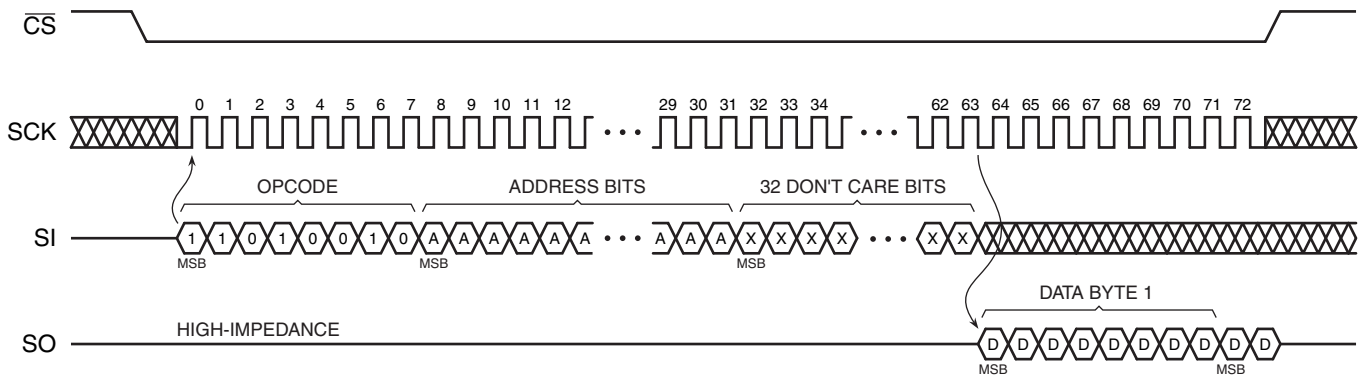 CS
0 1 2 3 4 5 6 7 8 9 10 11 12 29 30 31 32 33 34 62 63 64 65 66 67 68 69 70 71 72
SCK
OPCODE ADDRESS BITS 32 DON'T CARE BITS
SI 1 1 0 1 0 0 1 0 A A A A A A A A A X X X X X X
MSB MSB MSB
DATA BYTE 1
HIGH-IMPEDANCE
SO D D D D D D D D D D
MSB MSB